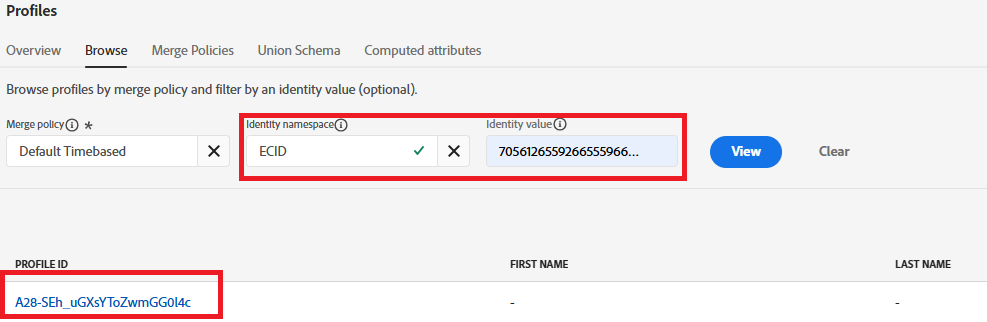 Profiles
Overview Browse Merge Policies Union Schema Computed attributes
Browse profiles by merge policy and filter by an identity value (optional).
Merge policy * Identity namespace Identity value
Default Timebased ECID 7056126559266555966... View Clear
PROFILE ID FIRST NAME LAST NAME
A28-SEh_uGXsYToZwmGG0l4c - -